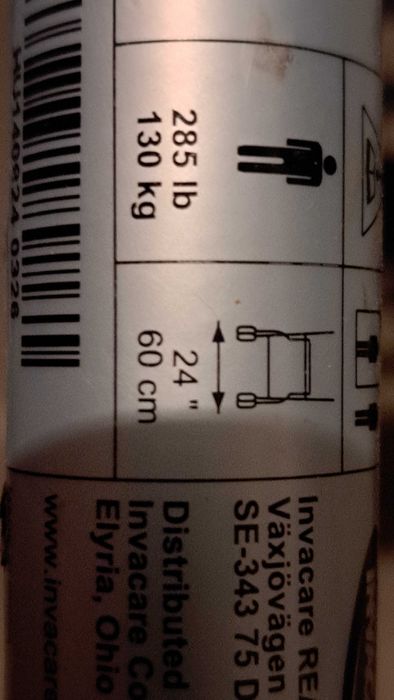 285 lb
130 kg
24 "
60 cm
Invacare REA
Växjövägen
SE-343 75 D
Distributed
Invacare Co
Elyria, Ohio
www.invacare